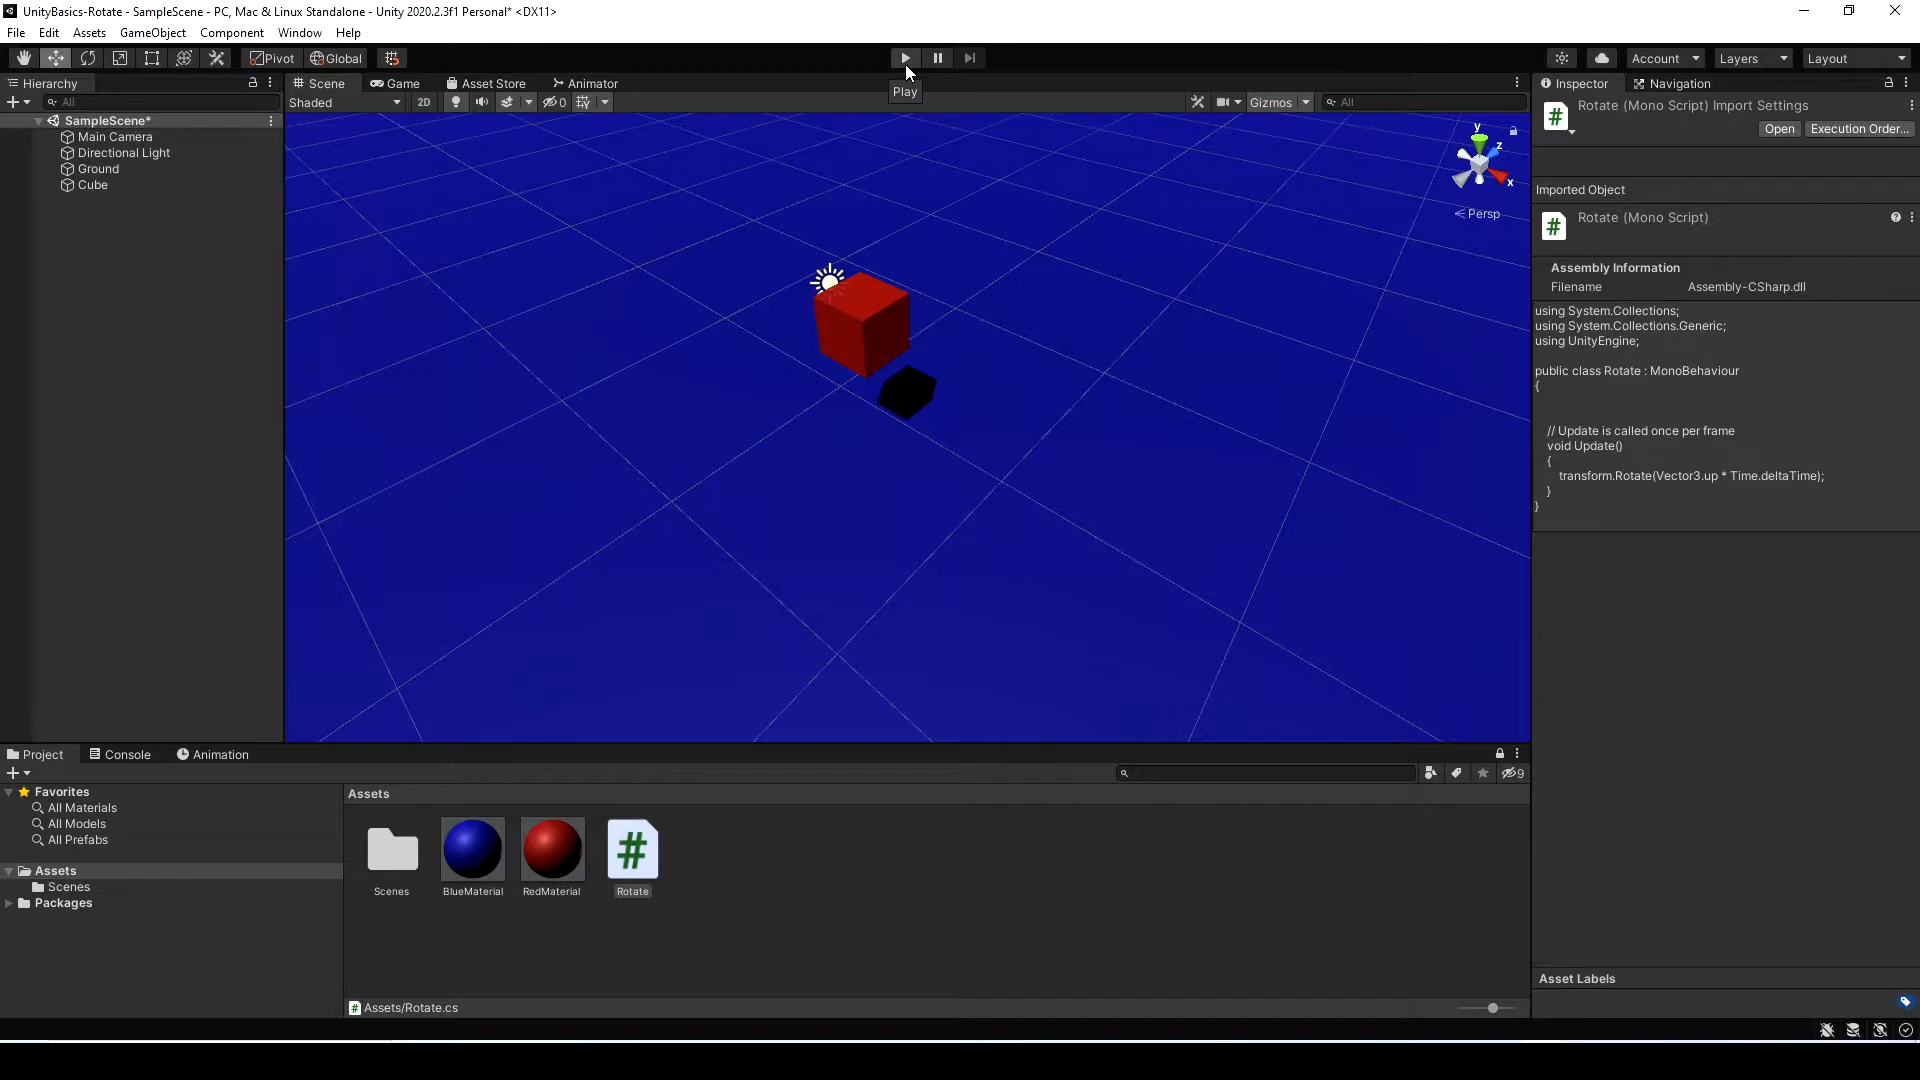 UnityBasics-Rotate - SampleScene - PC, Mac & Linux Standalone - Unity 2020.2.3f1 Personal* <DX11>
File Edit Assets GameObject Component Window Help
Pivot Global Account Layers Layout
Play
Hierarchy
All
SampleScene*
Main Camera
Directional Light
Ground
Cube
Scene Game Asset Store Animator
Shaded 2D 0 Gizmos All
y
z
x
< Persp
Inspector Navigation
Rotate (Mono Script) Import Settings
Open Execution Order...
Imported Object
Rotate (Mono Script)
Assembly Information
Filename Assembly-CSharp.dll
using System.Collections;
using System.Collections.Generic;
using UnityEngine;
public class Rotate : MonoBehaviour
{
// Update is called once per frame
void Update()
{
transform.Rotate(Vector3.up * Time.deltaTime);
}
}
Asset Labels
Project Console Animation
9
Favorites
All Materials
All Models
All Prefabs
Assets
Scenes
Packages
Assets
Scenes BlueMaterial RedMaterial Rotate
Assets/Rotate.cs